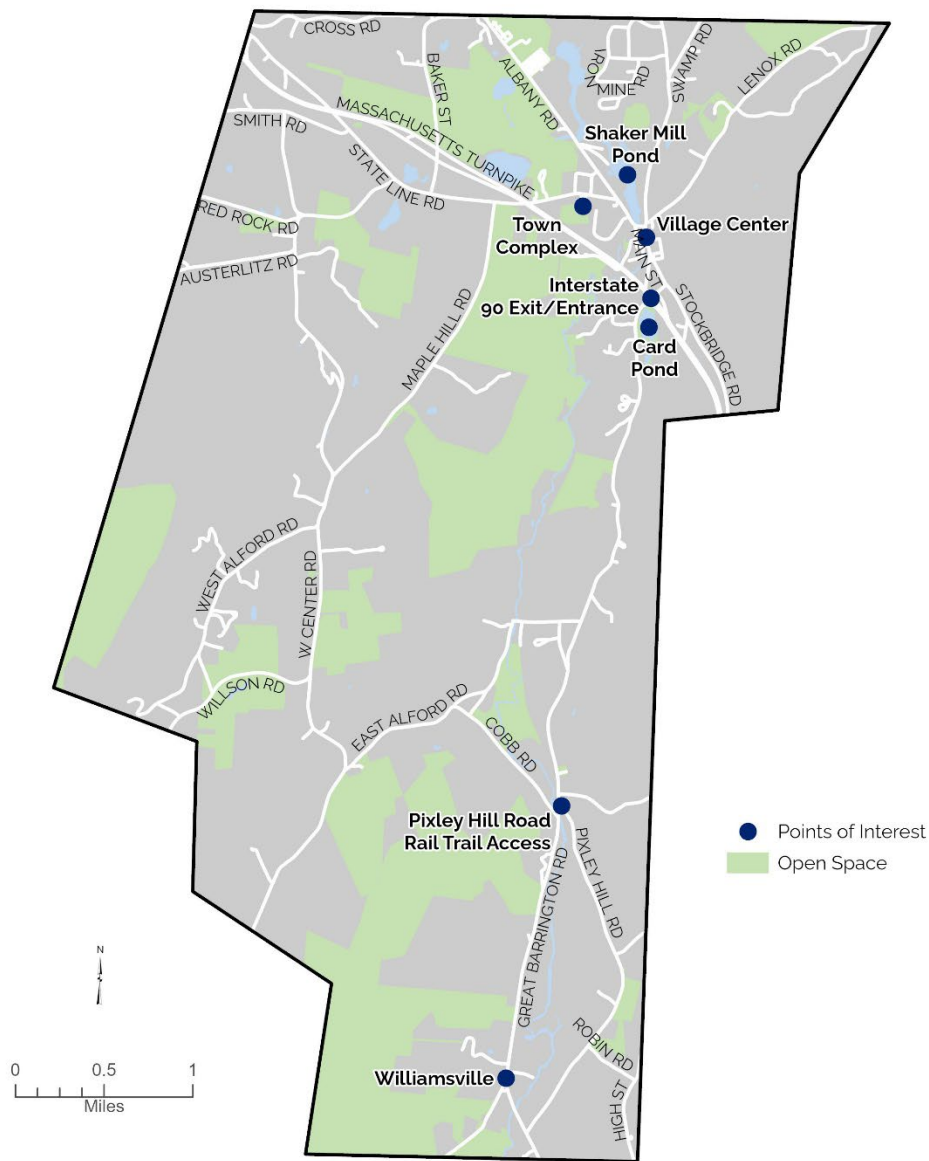 CROSS RD
BAKER ST
ALBANY RD
IRON MINE RD
SWAMP RD
LENOX RD
SMITH RD
MASSACHUSETTS TURNPIKE
STATE LINE RD
Shaker Mill
Pond
RED ROCK RD
AUSTERLITZ RD
Town
Complex
Village Center
MAIN ST
Interstate
90 Exit/Entrance
STOCKBRIDGE RD
Card
Pond
MAPLE HILL RD
WEST ALFORD RD
W CENTER RD
WILLSON RD
EAST ALFORD RD
COBB RD
Pixley Hill Road
Rail Trail Access
PIXLEY HILL RD
GREAT BARRINGTON RD
Points of Interest
Open Space
N
ROBIN RD
HIGH ST
Williamsville
0 0.5 1
Miles